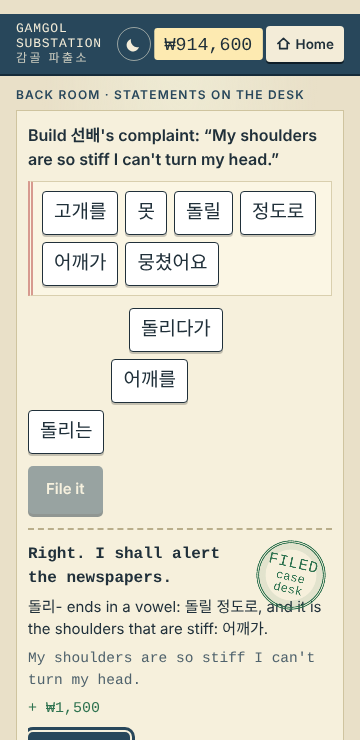 GAMGOL
SUBSTATION
감골 파출소
₩914,600
Home
BACK ROOM · STATEMENTS ON THE DESK
Build 선배's complaint: “My shoulders
are so stiff I can't turn my head.”
고개를 못 돌릴 정도로
어깨가 뭉쳤어요
돌리다가
어깨를
돌리는
File it
Right. I shall alert
the newspapers.
FILED
case
desk
돌리- ends in a vowel: 돌릴 정도로, and it is
the shoulders that are stiff: 어깨가.
My shoulders are so stiff I can't
turn my head.
+ ₩1,500